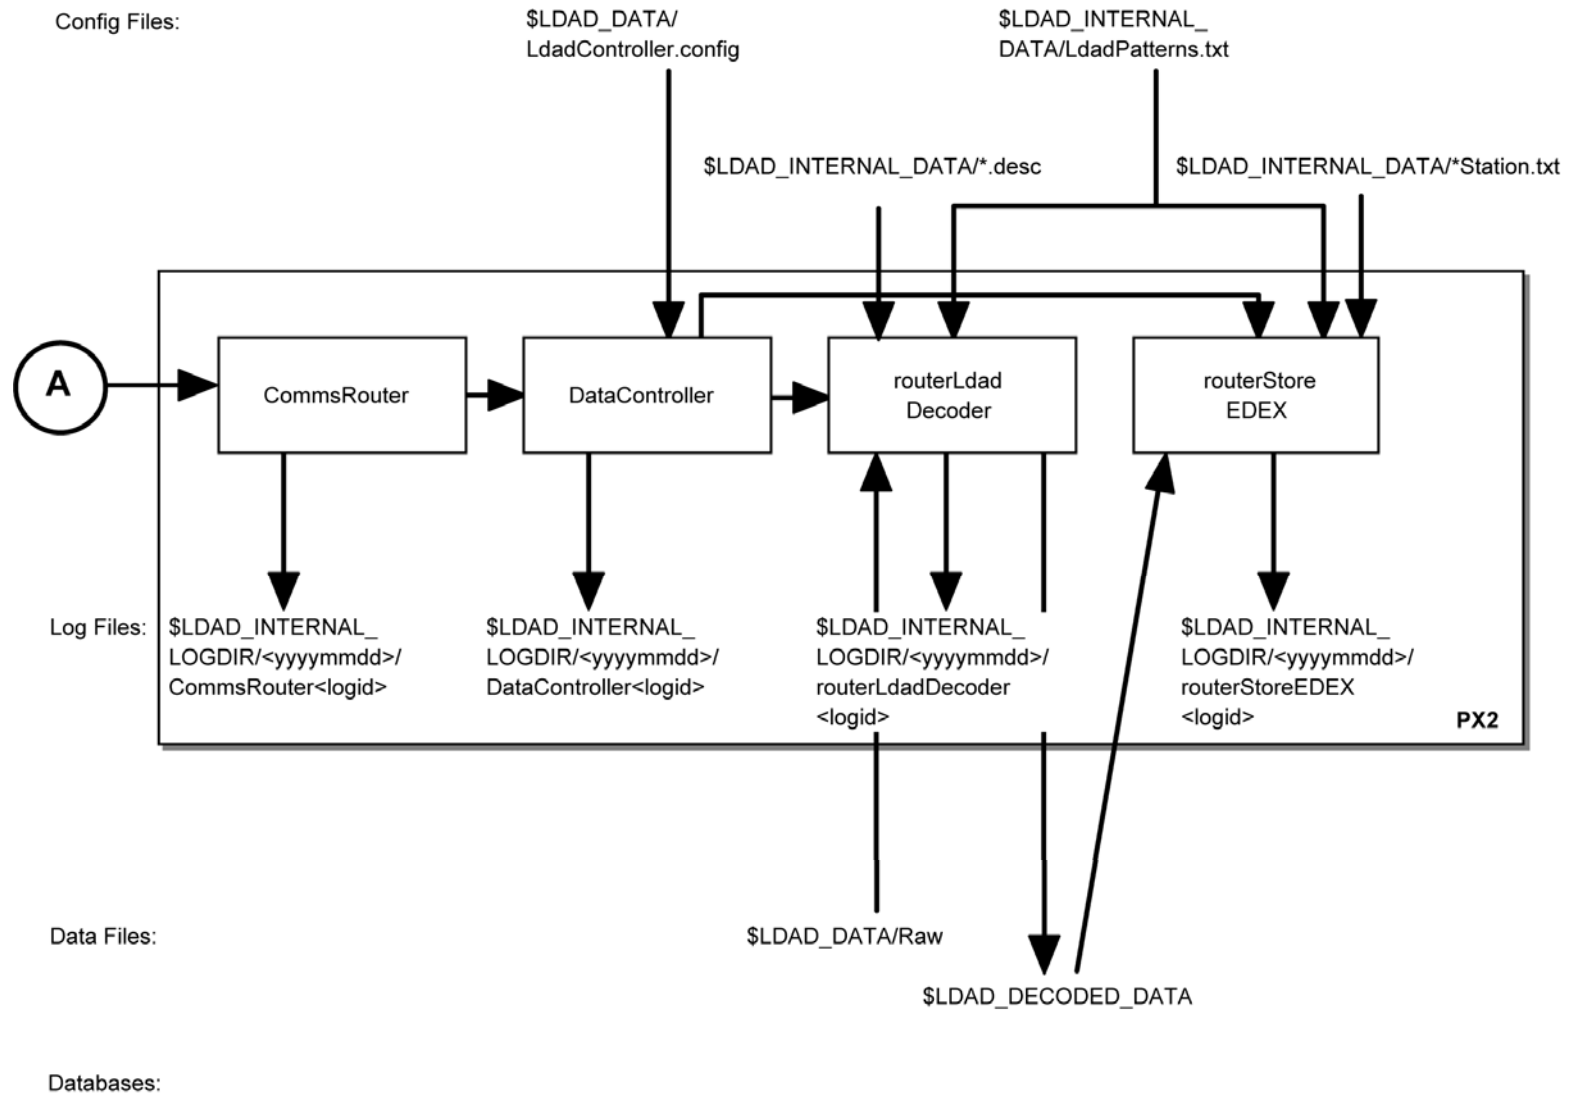 Config Files:
$LDAD_DATA/
LdadController.config
$LDAD_INTERNAL_
DATA/LdadPatterns.txt
$LDAD_INTERNAL_DATA/*.desc
$LDAD_INTERNAL_DATA/*Station.txt
A
CommsRouter
DataController
routerLdad
Decoder
routerStore
EDEX
Log Files:
$LDAD_INTERNAL_
LOGDIR/<yyyymmdd>/
CommsRouter<logid>
$LDAD_INTERNAL_
LOGDIR/<yyyymmdd>/
DataController<logid>
$LDAD_INTERNAL_
LOGDIR/<yyyymmdd>/
routerLdadDecoder
<logid>
$LDAD_INTERNAL_
LOGDIR/<yyyymmdd>/
routerStoreEDEX
<logid>
PX2
Data Files:
$LDAD_DATA/Raw
$LDAD_DECODED_DATA
Databases: